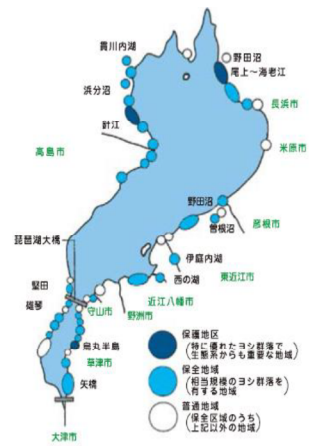 貫川内湖
野田沼
尾上～海老江
浜分沼
長浜市
針江
高島市
米原市
野田沼
琵琶湖大橋
曽根沼
彦根市
伊庭内湖
東近江市
西の湖
堅田
近江八幡市
雄琴
守山市
野洲市
烏丸半島
草津市
矢橋
大津市
保護地区
(特に優れたヨシ群落で
生態系からも重要な地域)
保全地域
(相当規模のヨシ群落を
有する地域)
普通地域
(保全区域のうち
上記以外の地域)